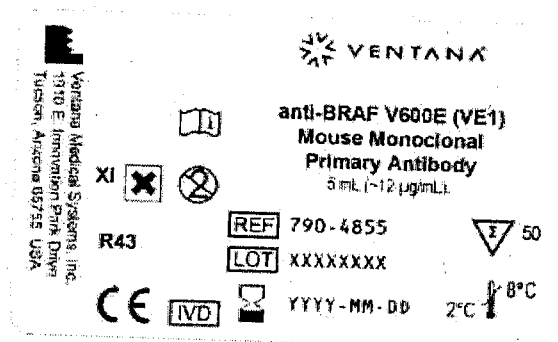 VENTANA
anti-BRAF V600E (VE1)
Mouse Monoclonal
Primary Antibody
5 mL (~12 µg/mL)
Ventana Medical Systems, Inc.
1910 E. Innovation Park Drive
Tucson, Arizona 85755 USA
XI
R43
REF 790-4855
LOT XXXXXXXX
YYYY-MM-DD
Σ 50
CE IVD
2°C 8°C